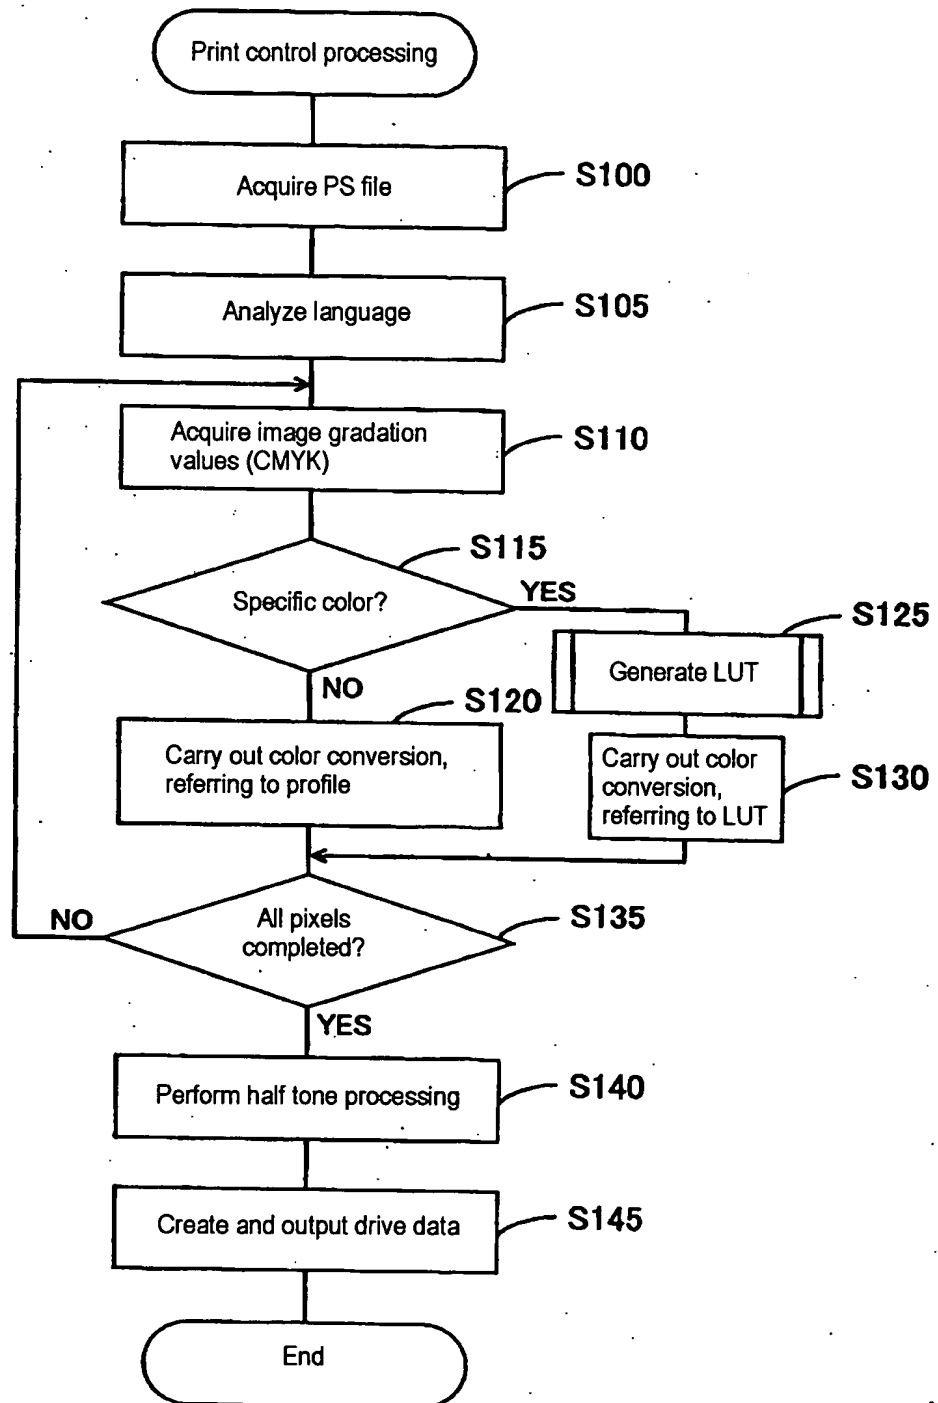 Print control processing
Acquire PS file
S100
Analyze language
S105
Acquire image gradation
values (CMYK)
S110
S115
Specific color?
YES
S125
Generate LUT
NO
S120
Carry out color conversion,
referring to profile
Carry out color
conversion,
referring to LUT
S130
NO
All pixels
completed?
S135
YES
Perform half tone processing
S140
Create and output drive data
S145
End